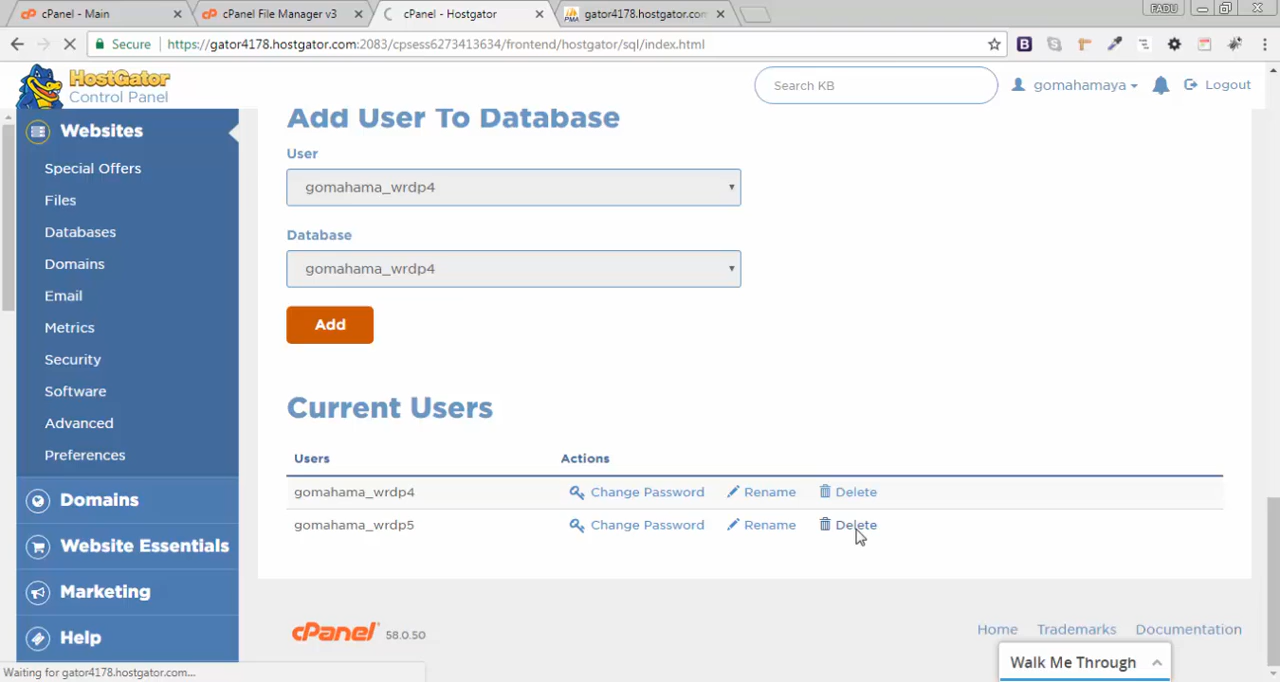 cPanel - Main
cPanel File Manager v3
cPanel - Hostgator
PMA
gator4178.hostgator.com
FADU
Secure
https://gator4178.hostgator.com:2083/cpsess6273413634/frontend/hostgator/sql/index.html
HostGator
Control Panel
Search KB
gomahamaya
Logout
Websites
Special Offers
Files
Databases
Domains
Email
Metrics
Security
Software
Advanced
Preferences
Domains
Website Essentials
Marketing
Help
Add User To Database
User
gomahama_wrdp4
Database
gomahama_wrdp4
Add
Current Users
Users Actions
gomahama_wrdp4 Change Password Rename Delete
gomahama_wrdp5 Change Password Rename Delete
cPanel 58.0.50
Home Trademarks Documentation
Walk Me Through
Waiting for gator4178.hostgator.com...